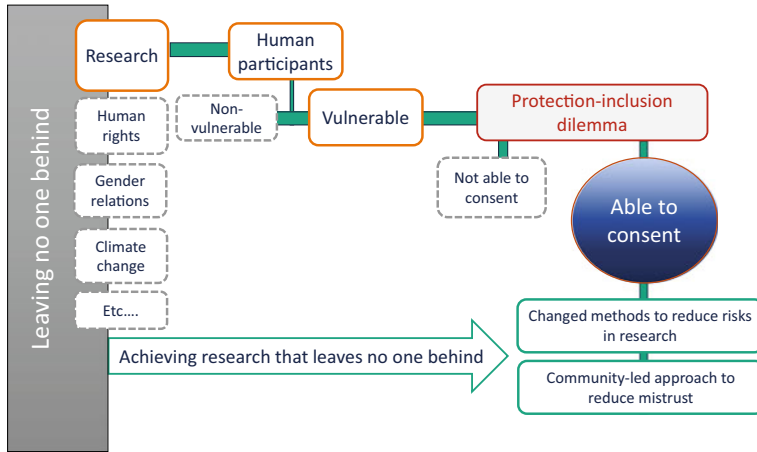 Leaving no one behind
Research
Human
participants
Human
rights
Non-
vulnerable
Vulnerable
Protection-inclusion
dilemma
Gender
relations
Not able to
consent
Able to
consent
Climate
change
Etc....
Changed methods to reduce risks
in research
Achieving research that leaves no one behind
Community-led approach to
reduce mistrust